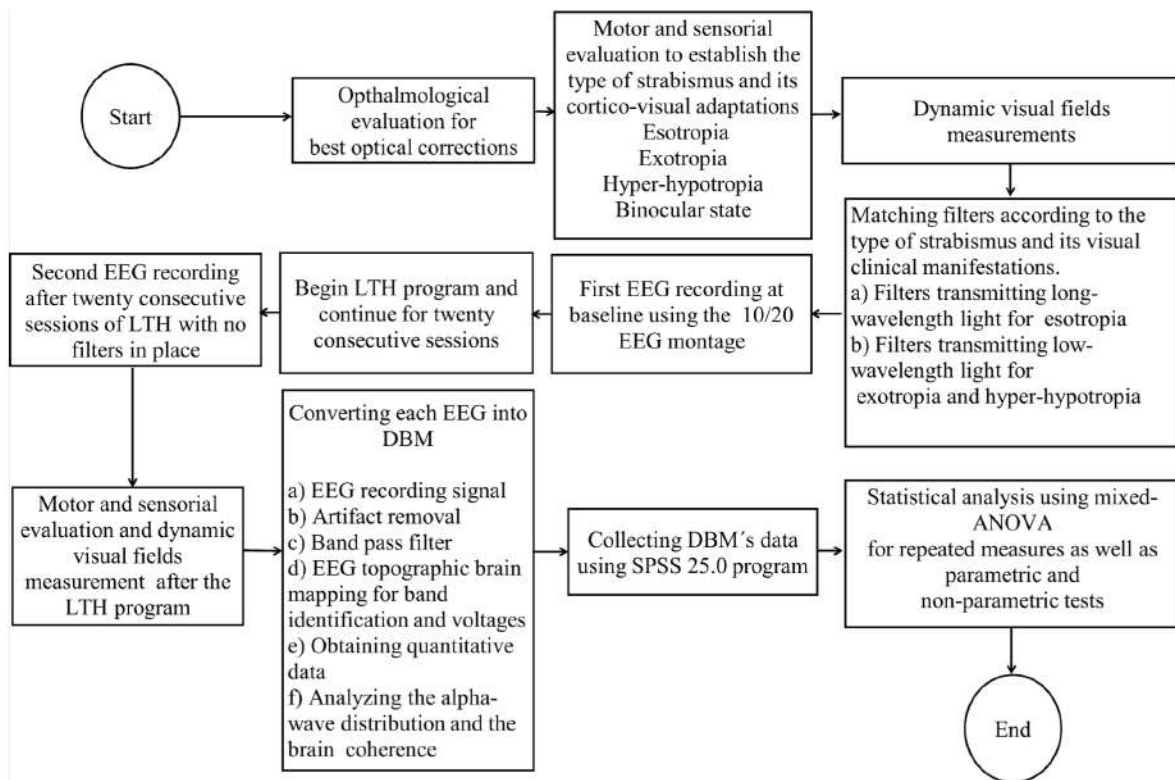 Start
Opthalmological
evaluation for
best optical corrections
Motor and sensorial
evaluation to establish the
type of strabismus and its
cortico-visual adaptations
Esotropia
Exotropia
Hyper-hypotropia
Binocular state
Dynamic visual fields
measurements
Matching filters according to the
type of strabismus and its visual
clinical manifestations.
a) Filters transmitting long-
wavelength light for esotropia
b) Filters transmitting low-
wavelength light for
exotropia and hyper-hypotropia
First EEG recording at
baseline using the 10/20
EEG montage
Begin LTH program and
continue for twenty
consecutive sessions
Second EEG recording
after twenty consecutive
sessions of LTH with no
filters in place
Motor and sensorial
evaluation and dynamic
visual fields
measurement after the
LTH program
Converting each EEG into
DBM
a) EEG recording signal
b) Artifact removal
c) Band pass filter
d) EEG topographic brain
mapping for band
identification and voltages
e) Obtaining quantitative
data
f) Analyzing the alpha-
wave distribution and the
brain coherence
Collecting DBM´s data
using SPSS 25.0 program
Statistical analysis using mixed-
ANOVA
for repeated measures as well as
parametric and
non-parametric tests
End